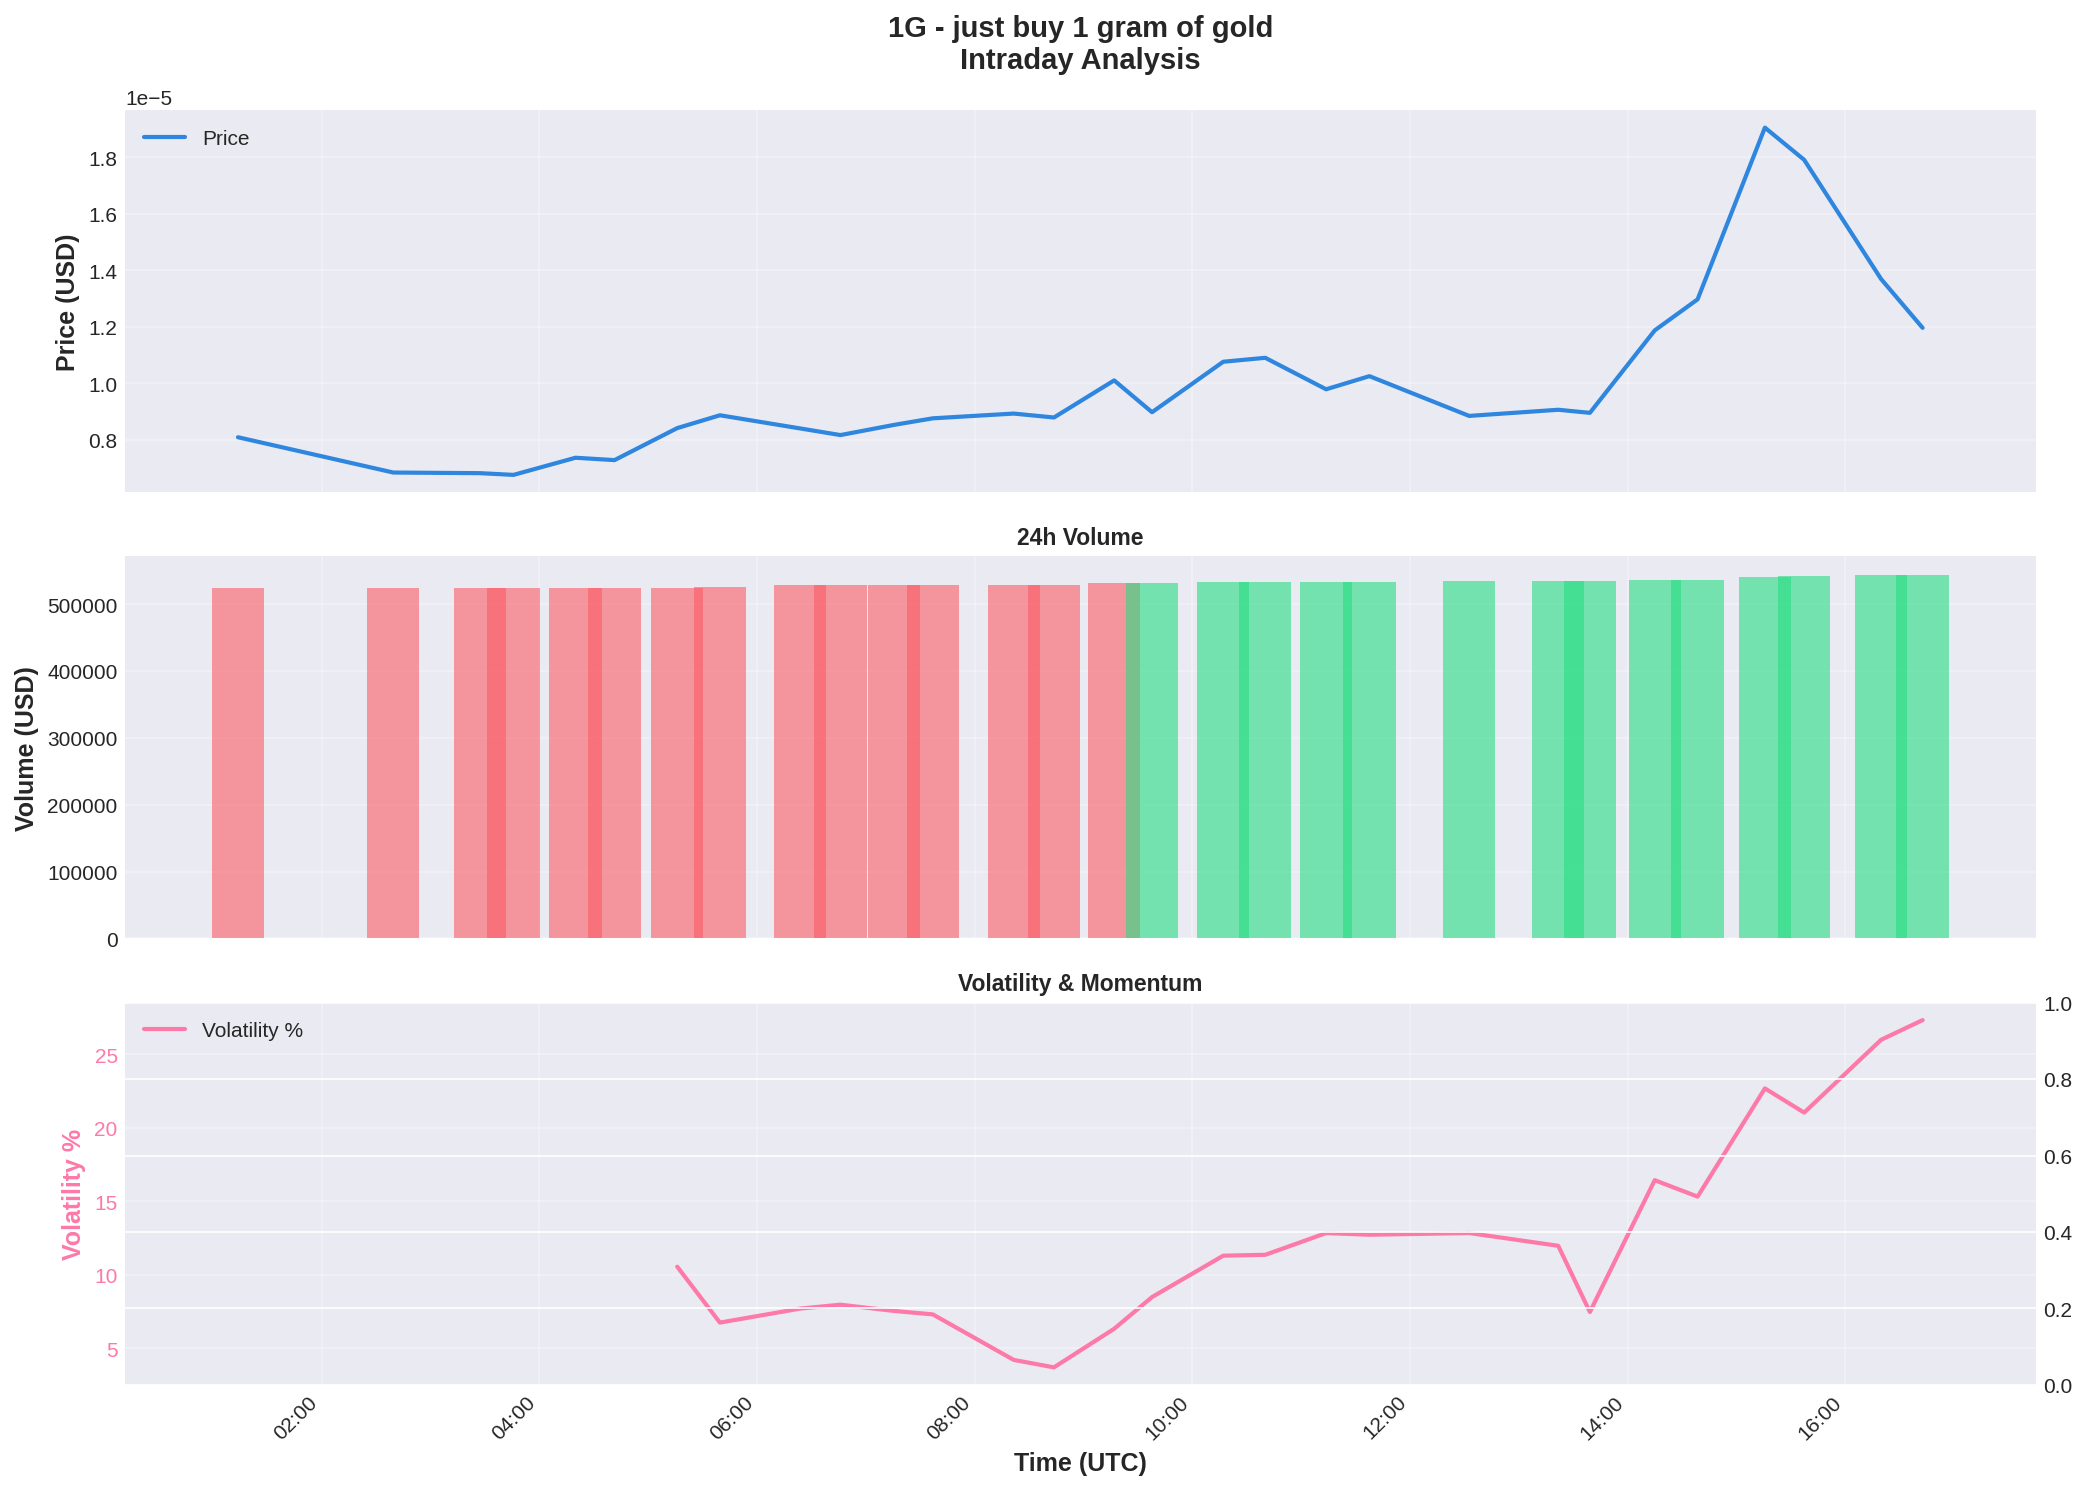 1G - just buy 1 gram of gold
Intraday Analysis
1e−5
Price
Price (USD)
1.8
1.6
1.4
1.2
1.0
0.8
24h Volume
Volume (USD)
500000
400000
300000
200000
100000
0
Volatility & Momentum
Volatility %
Volatility %
25
20
15
10
5
1.0
0.8
0.6
0.4
0.2
0.0
02:00
04:00
06:00
08:00
10:00
12:00
14:00
16:00
Time (UTC)